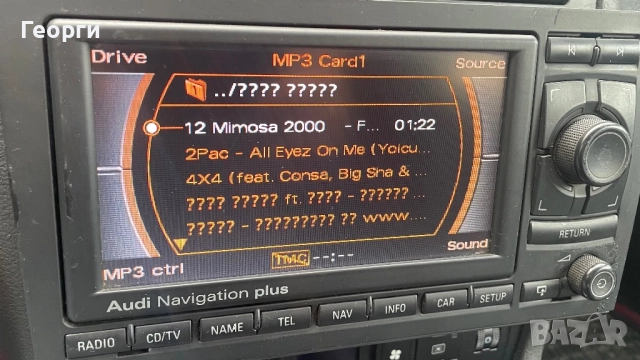 Георги
Drive MP3 Card1 Source
../???? ?????
12 Mimosa 2000 - F... 01:22
2Pac - All Eyez On Me (Yolcu...
4X4 (feat. Consa, Big Sha & ...
???? ????? ft. ???? - ??????
????? - ????????? ?? www....
MP3 ctrl TMC --:-- Sound
RETURN
Audi Navigation plus
RADIO CD/TV NAME TEL NAV INFO CAR SETUP
BAZAR